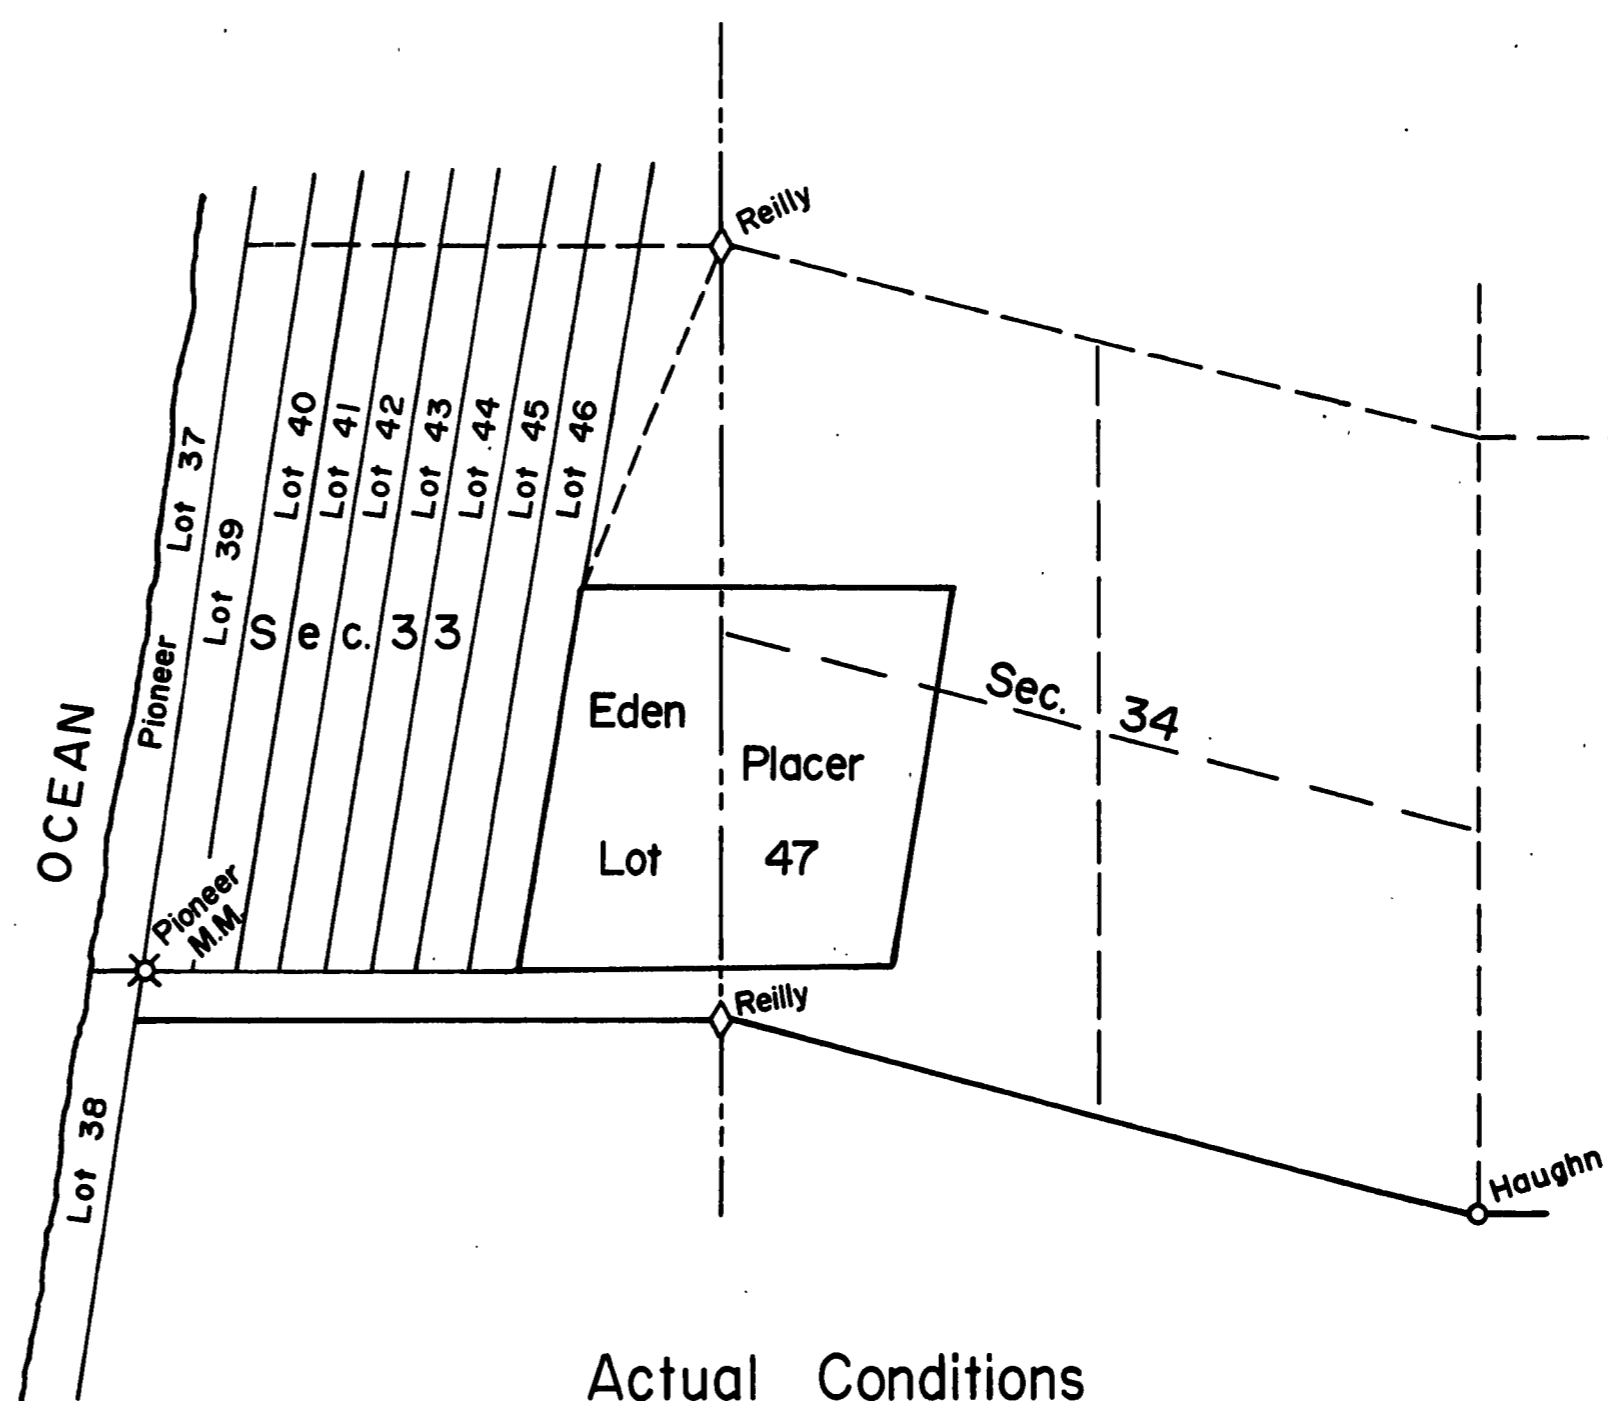 Reilly
Lot 37
Lot 39
Lot 40
Lot 41
Lot 42
Lot 43
Lot 44
Lot 45
Lot 46
Sec. 33
Pioneer
OCEAN
Eden
Placer
Lot 47
Sec. 34
Pioneer
M.M.
Reilly
Lot 38
Haughn
Actual Conditions